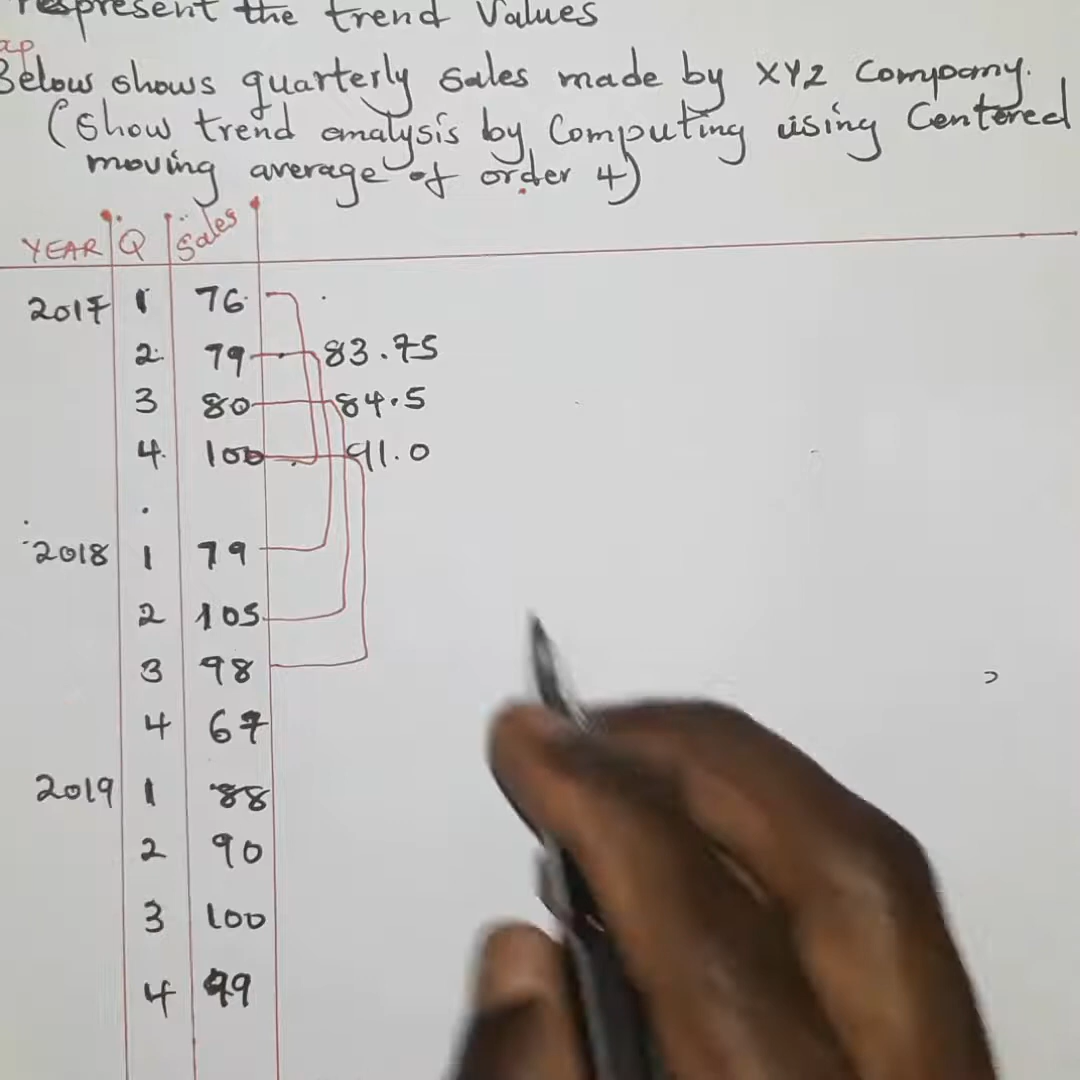 represent the trend Values
Below shows quarterly Sales made by XYZ Company.
(Show trend analysis by Computing using Centered
moving average of order 4)
YEAR Q Sales
2017 1 76
2 79 83.75
3 80 84.5
4 100 91.0
2018 1 79
2 105
3 98
4 67
2019 1 88
2 90
3 100
4 99